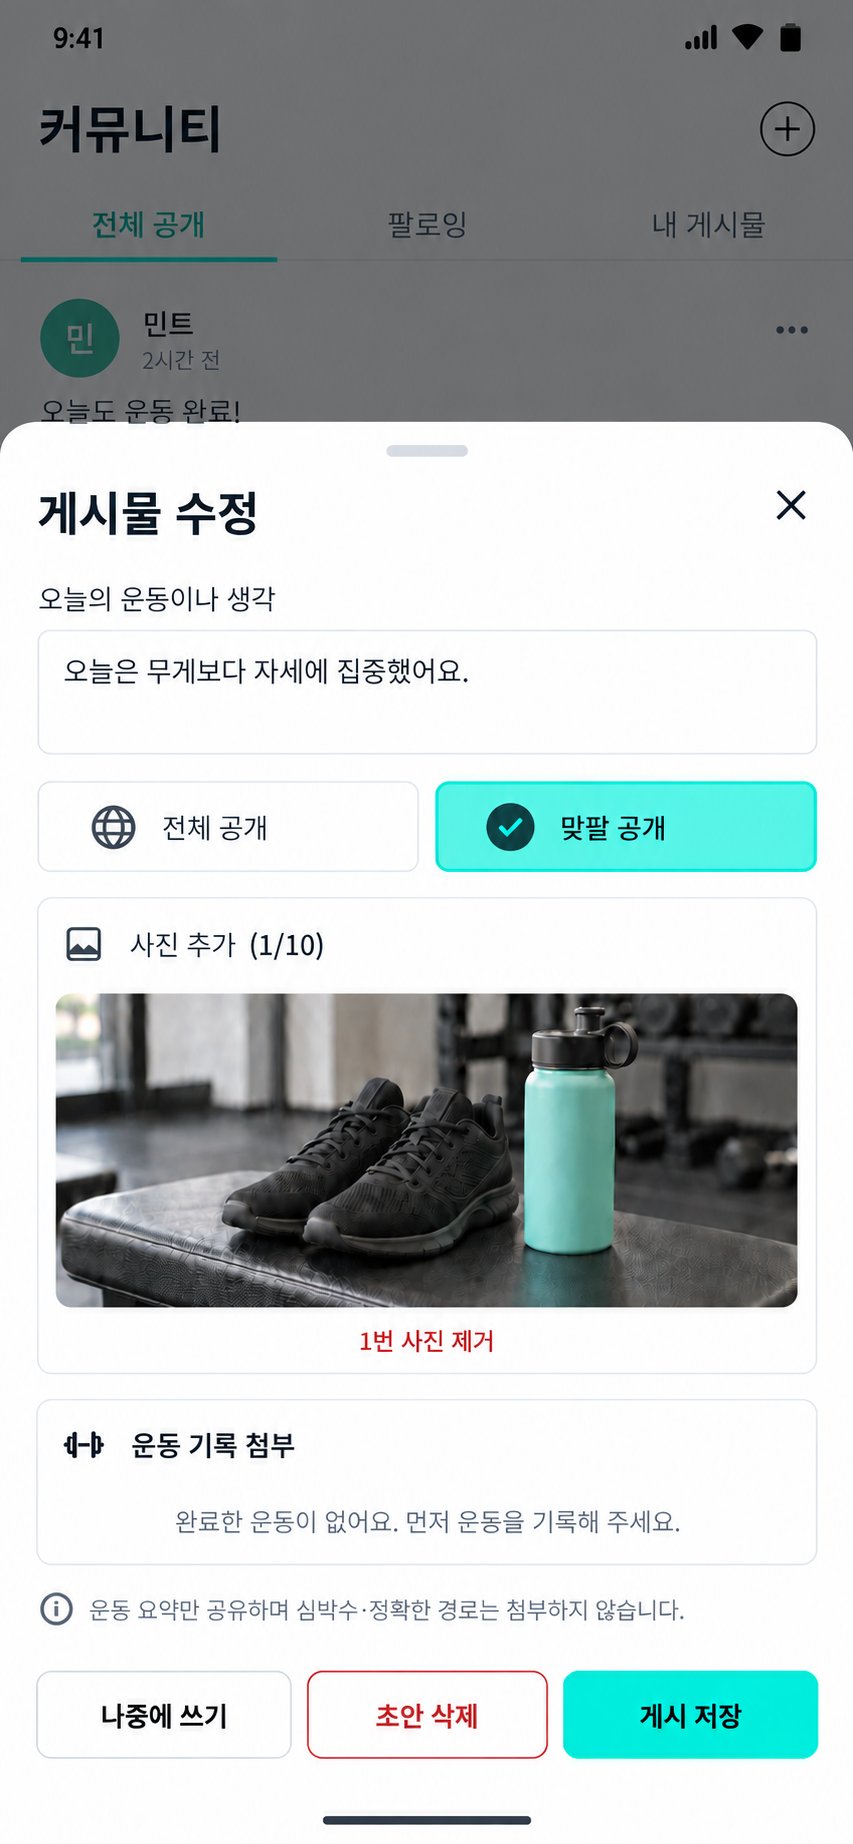 9:41
커뮤니티
전체 공개
팔로잉
내 게시물
민
민트
2시간 전
오늘도 운동 완료!
게시물 수정
오늘의 운동이나 생각
오늘은 무게보다 자세에 집중했어요.
전체 공개
맞팔 공개
사진 추가 (1/10)
1번 사진 제거
운동 기록 첨부
완료한 운동이 없어요. 먼저 운동을 기록해 주세요.
운동 요약만 공유하며 심박수·정확한 경로는 첨부하지 않습니다.
나중에 쓰기
초안 삭제
게시 저장